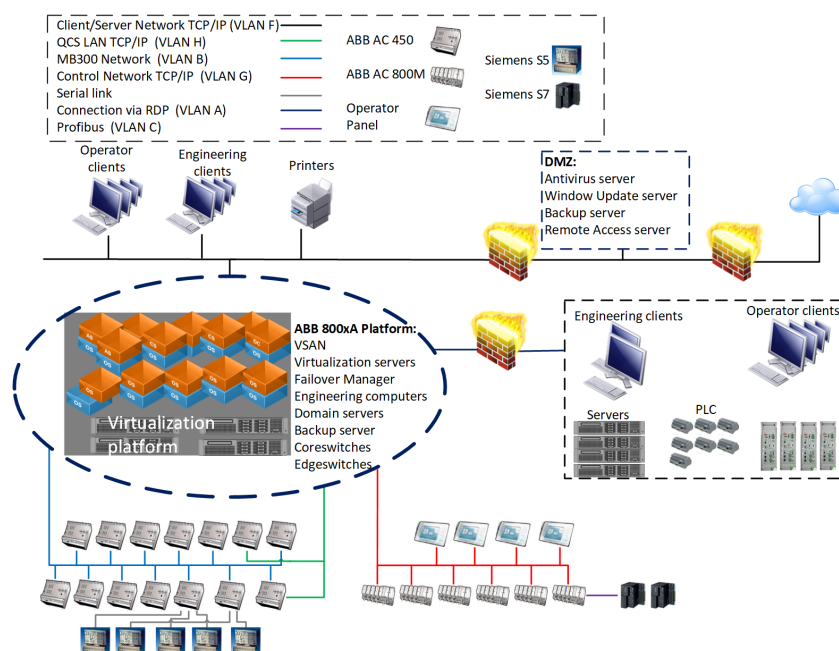 Client/Server Network TCP/IP (VLAN F)
QCS LAN TCP/IP (VLAN H)
MB300 Network (VLAN B)
Control Network TCP/IP (VLAN G)
Serial link
Connection via RDP (VLAN A)
Profibus (VLAN C)
ABB AC 450
ABB AC 800M
Operator
Panel
Siemens S5
Siemens S7
Operator
clients
Engineering
clients
Printers
DMZ:
Antivirus server
Window Update server
Backup server
Remote Access server
ABB 800xA Platform:
VSAN
Virtualization servers
Failover Manager
Engineering computers
Domain servers
Backup server
Coreswitches
Edgeswitches
Virtualization
platform
Engineering clients
Operator clients
Servers
PLC